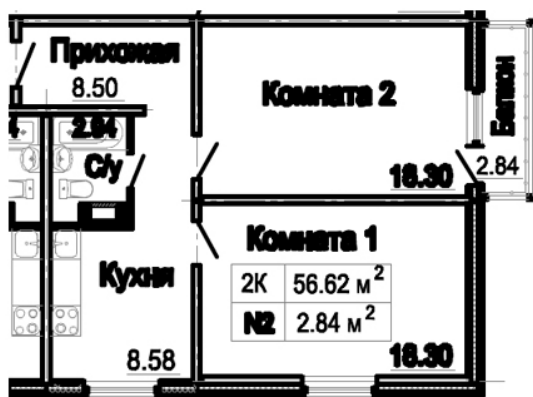 Прихожая
8.50
Комната 2
Балкон
2.84
18.30
2.84
С/у
Комната 1
Кухня
2К 56.62 м²
N2 2.84 м²
8.58
18.30